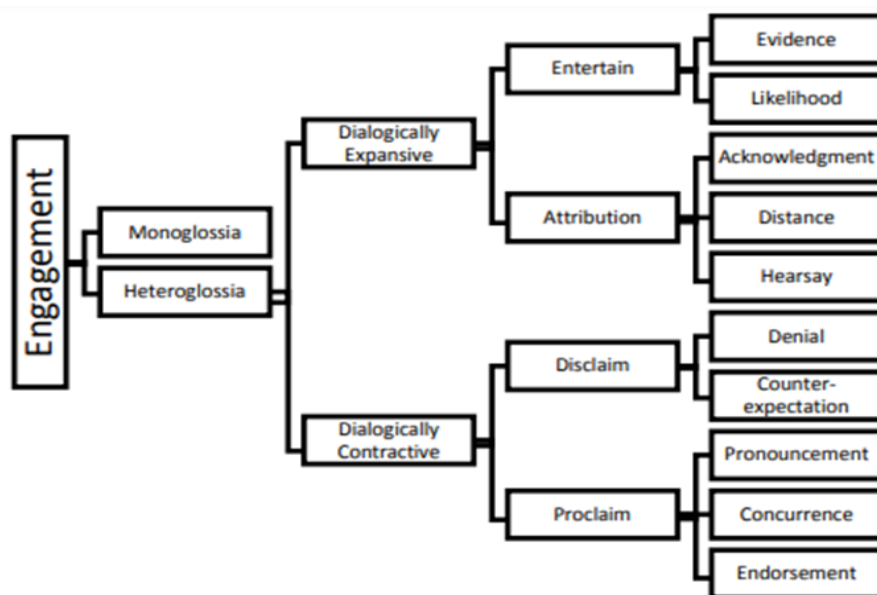 Engagement
Monoglossia
Heteroglossia
Dialogically
Expansive
Dialogically
Contractive
Entertain
Attribution
Disclaim
Proclaim
Evidence
Likelihood
Acknowledgment
Distance
Hearsay
Denial
Counter-
expectation
Pronouncement
Concurrence
Endorsement